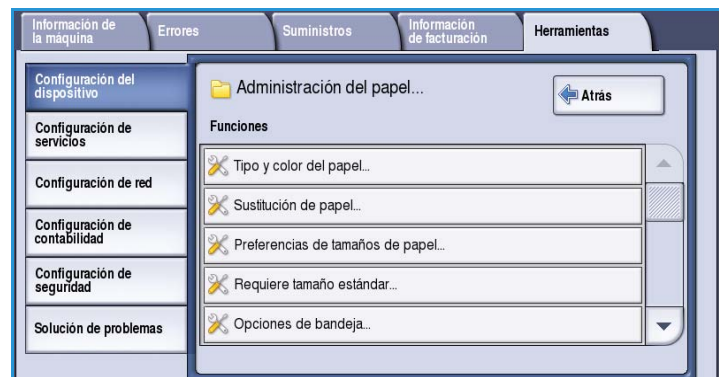 Información de
la máquina
Errores
Suministros
Información
de facturación
Herramientas
Configuración del
dispositivo
Configuración de
servicios
Configuración de red
Configuración de
contabilidad
Configuración de
seguridad
Solución de problemas
Administración del papel...
Atrás
Funciones
Tipo y color del papel...
Sustitución de papel...
Preferencias de tamaños de papel...
Requiere tamaño estándar...
Opciones de bandeja...